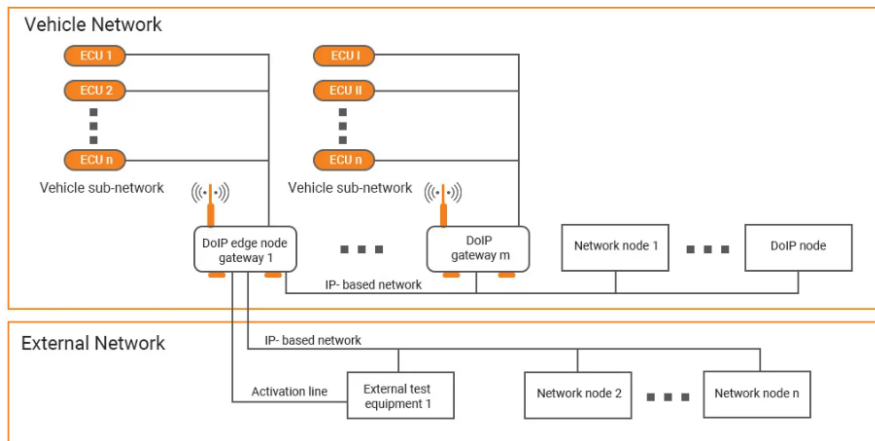 Vehicle Network
ECU 1
ECU 2
ECU n
Vehicle sub-network
ECU I
ECU II
ECU n
Vehicle sub-network
DoIP edge node
gateway 1
DoIP
gateway m
Network node 1
DoIP node
IP- based network
External Network
IP- based network
Activation line
External test
equipment 1
Network node 2
Network node n